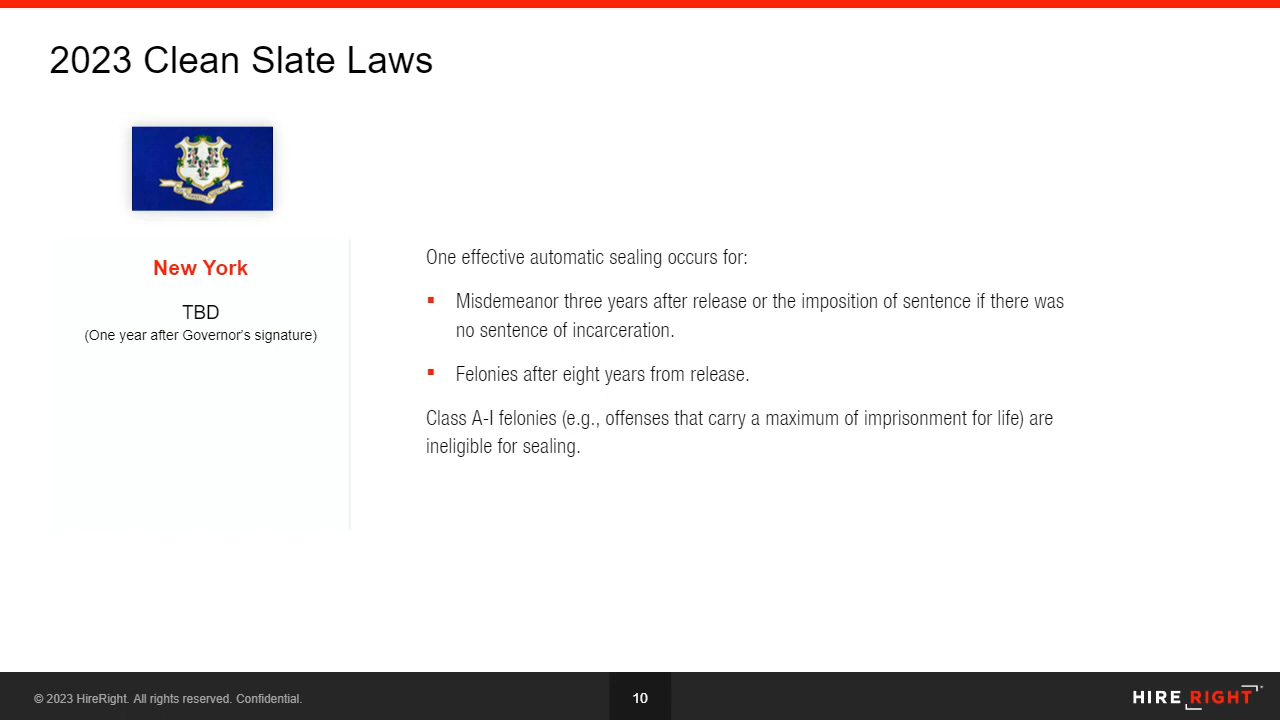 2023 Clean Slate Laws
New York
TBD
(One year after Governor's signature)
One effective automatic sealing occurs for:
Misdemeanor three years after release or the imposition of sentence if there was
no sentence of incarceration.
Felonies after eight years from release.
Class A-I felonies (e.g., offenses that carry a maximum of imprisonment for life) are
ineligible for sealing.
© 2023 HireRight. All rights reserved. Confidential.
10
HIRE RIGHT